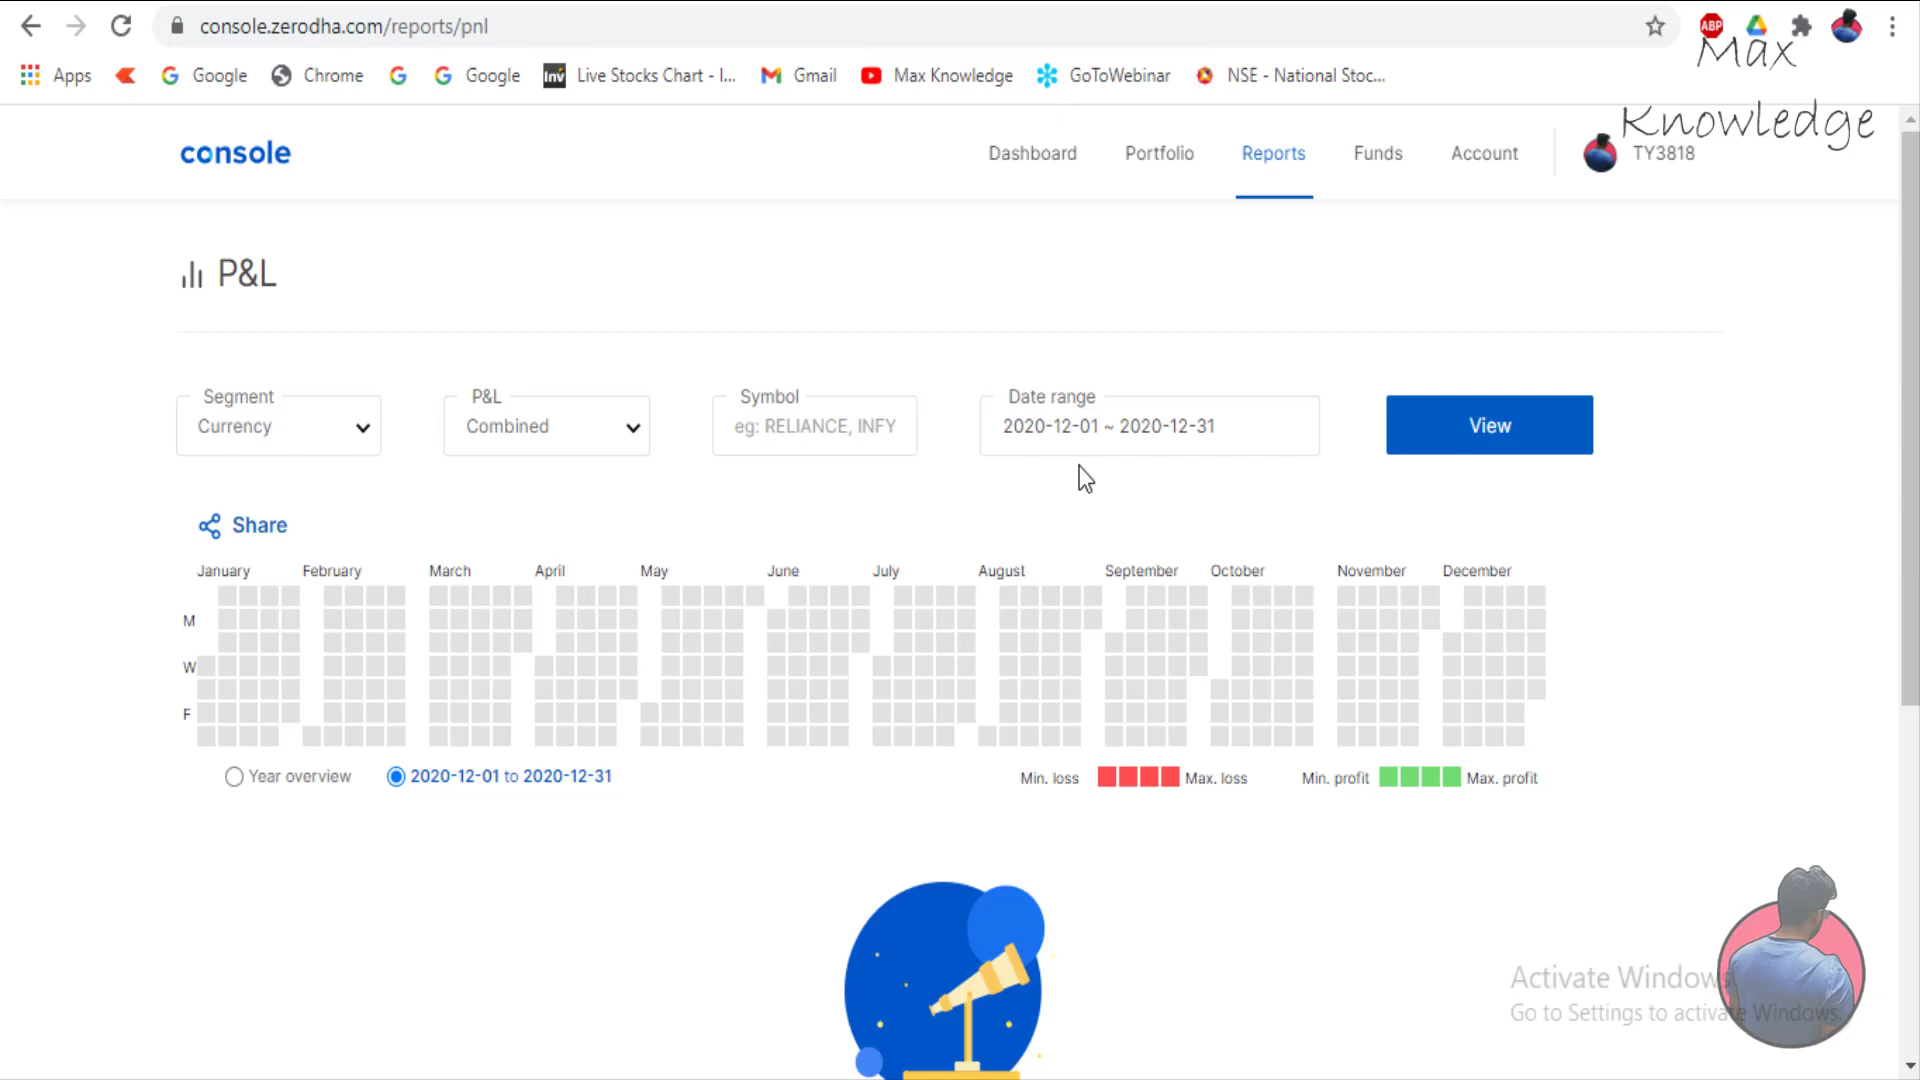 console.zerodha.com/reports/pnl
ABP
Max
Apps
Google
Chrome
Google
Inv
Live Stocks Chart - I...
Gmail
Max Knowledge
GoToWebinar
NSE - National Stoc...
Knowledge
console
Dashboard
Portfolio
Reports
Funds
Account
TY3818
P&L
Segment
Currency
P&L
Combined
Symbol
eg: RELIANCE, INFY
Date range
2020-12-01 ~ 2020-12-31
View
Share
January February March April May June July August September October November December
M
W
F
Year overview
2020-12-01 to 2020-12-31
Min. loss
Max. loss
Min. profit
Max. profit
Activate Windows
Go to Settings to activate Windows.